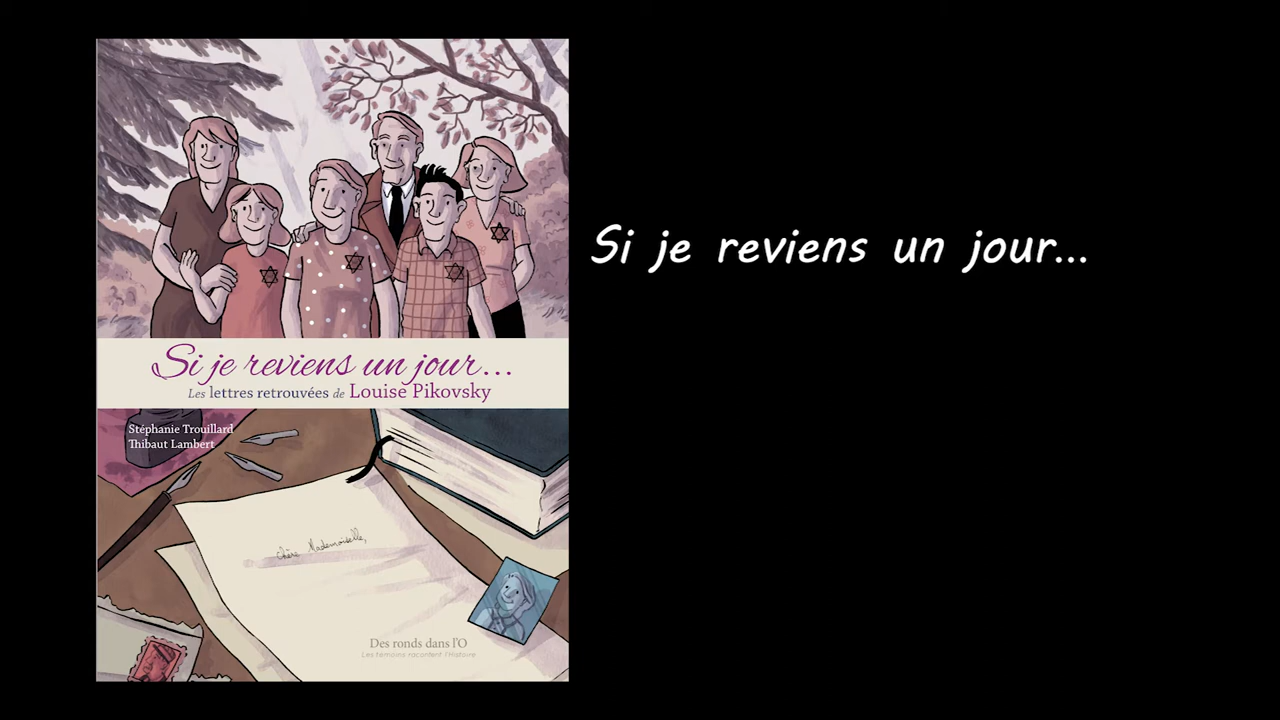 Si je reviens un jour...
Les lettres retrouvées de Louise Pikovsky
Stéphanie Trouillard
Thibaut Lambert
Chère Mademoiselle,
Des ronds dans l'O
Les témoins racontent l'Histoire
Si je reviens un jour...